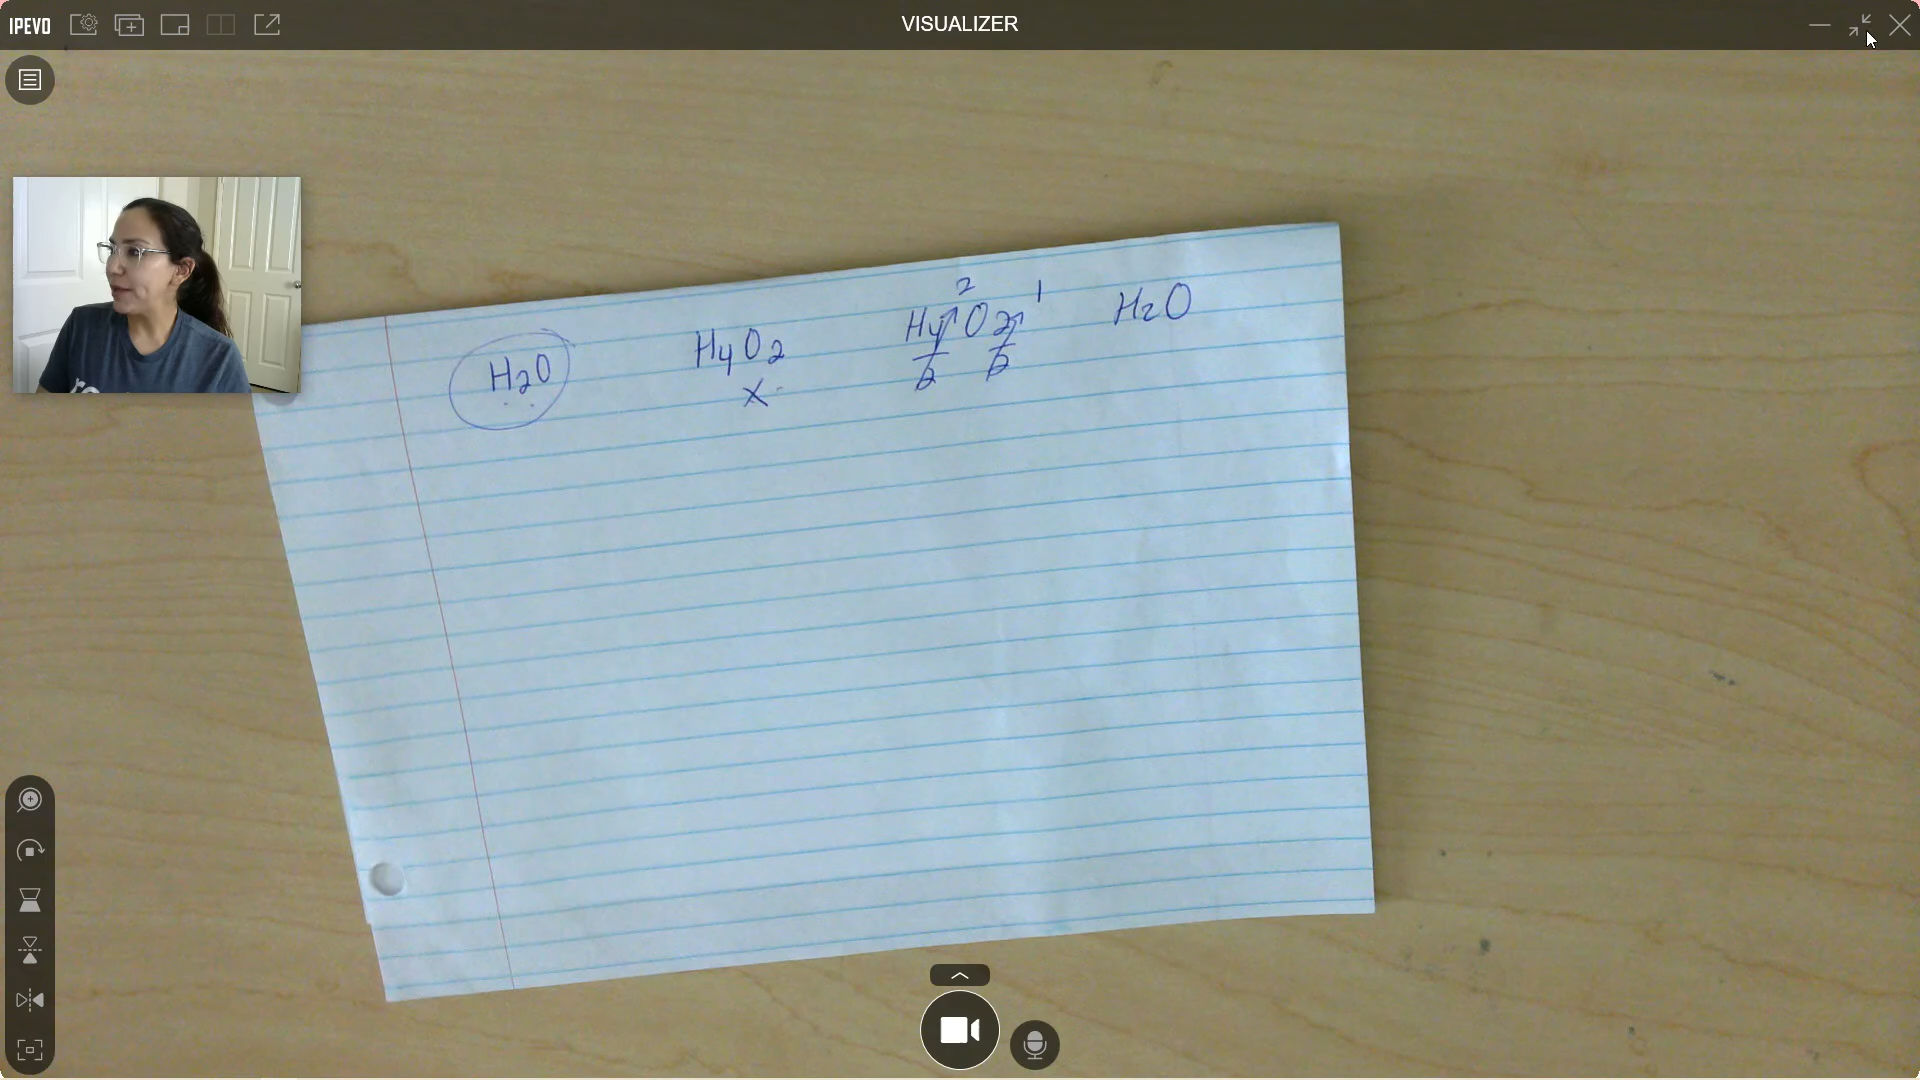 IPEVO
VISUALIZER
H₂O
H₄O₂
X
2 1
H₄O₂
2 2
H₂O